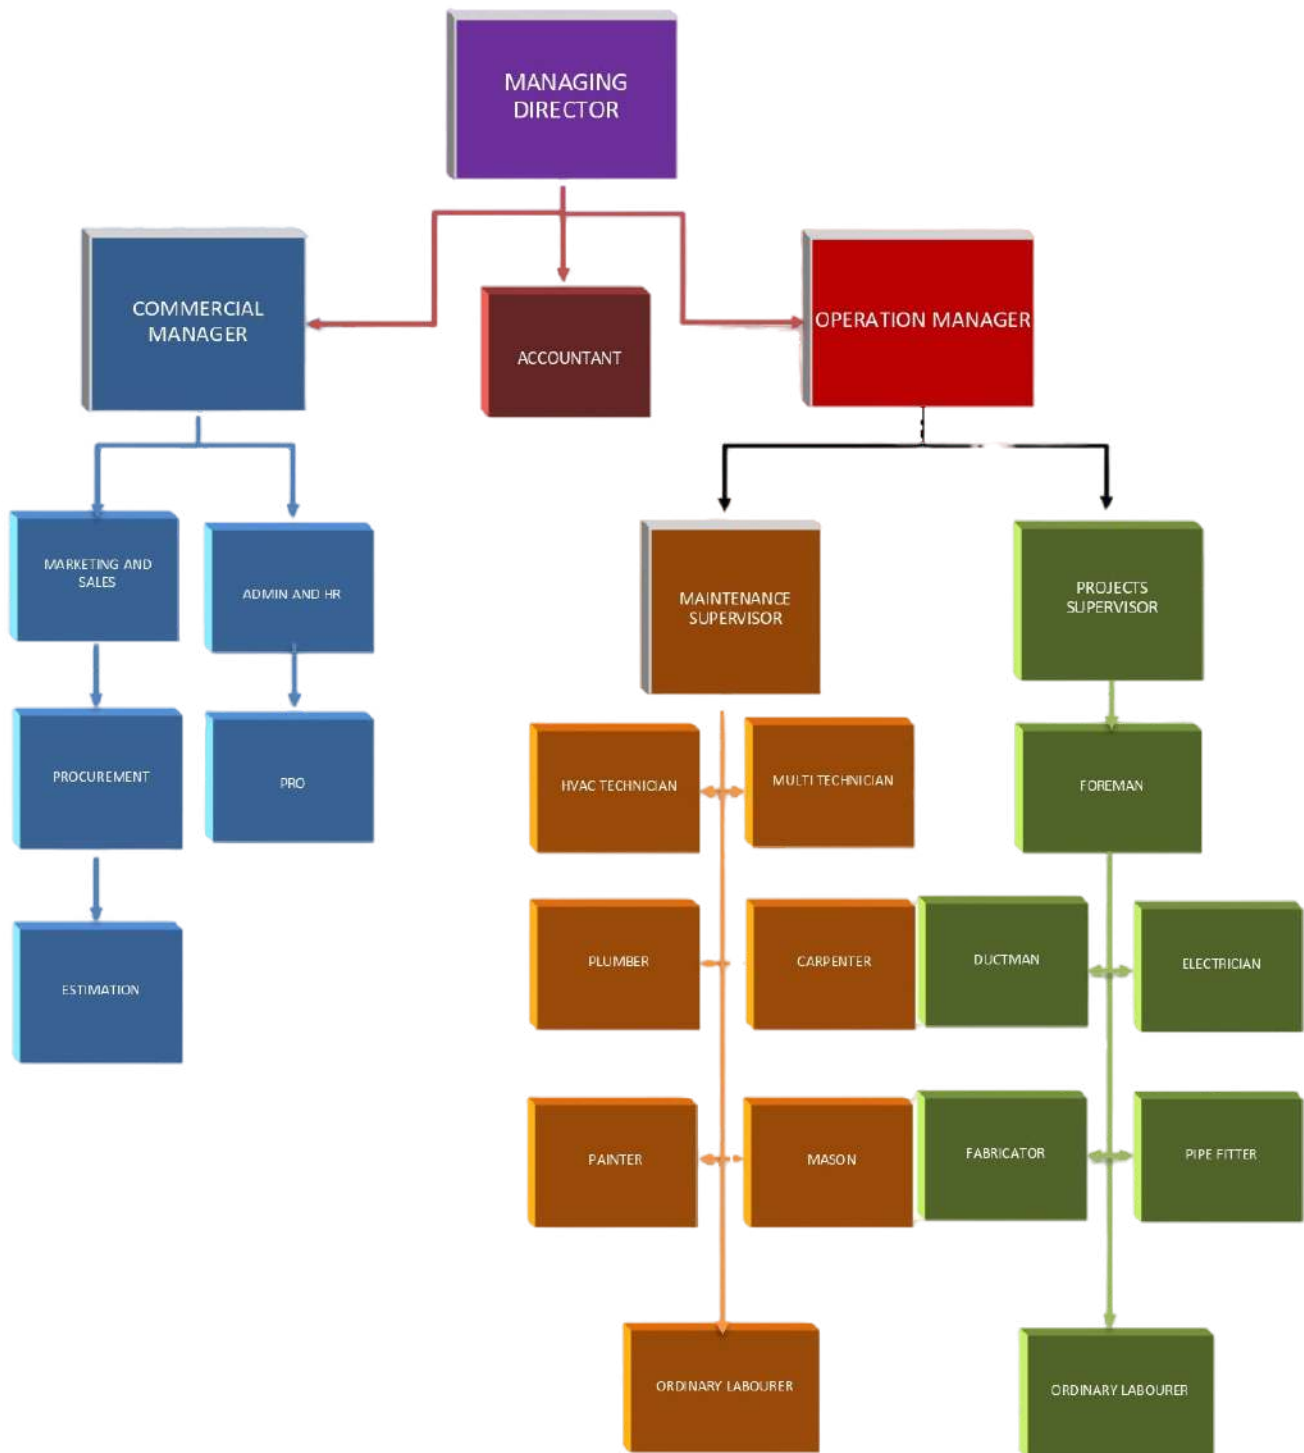 MANAGING
DIRECTOR
COMMERCIAL
MANAGER
ACCOUNTANT
OPERATION MANAGER
MARKETING AND
SALES
ADMIN AND HR
MAINTENANCE
SUPERVISOR
PROJECTS
SUPERVISOR
PROCUREMENT
PRO
HVAC TECHNICIAN
MULTI TECHNICIAN
FOREMAN
PLUMBER
CARPENTER
DUCTMAN
ELECTRICIAN
ESTIMATION
PAINTER
MASON
FABRICATOR
PIPE FITTER
ORDINARY LABOURER
ORDINARY LABOURER